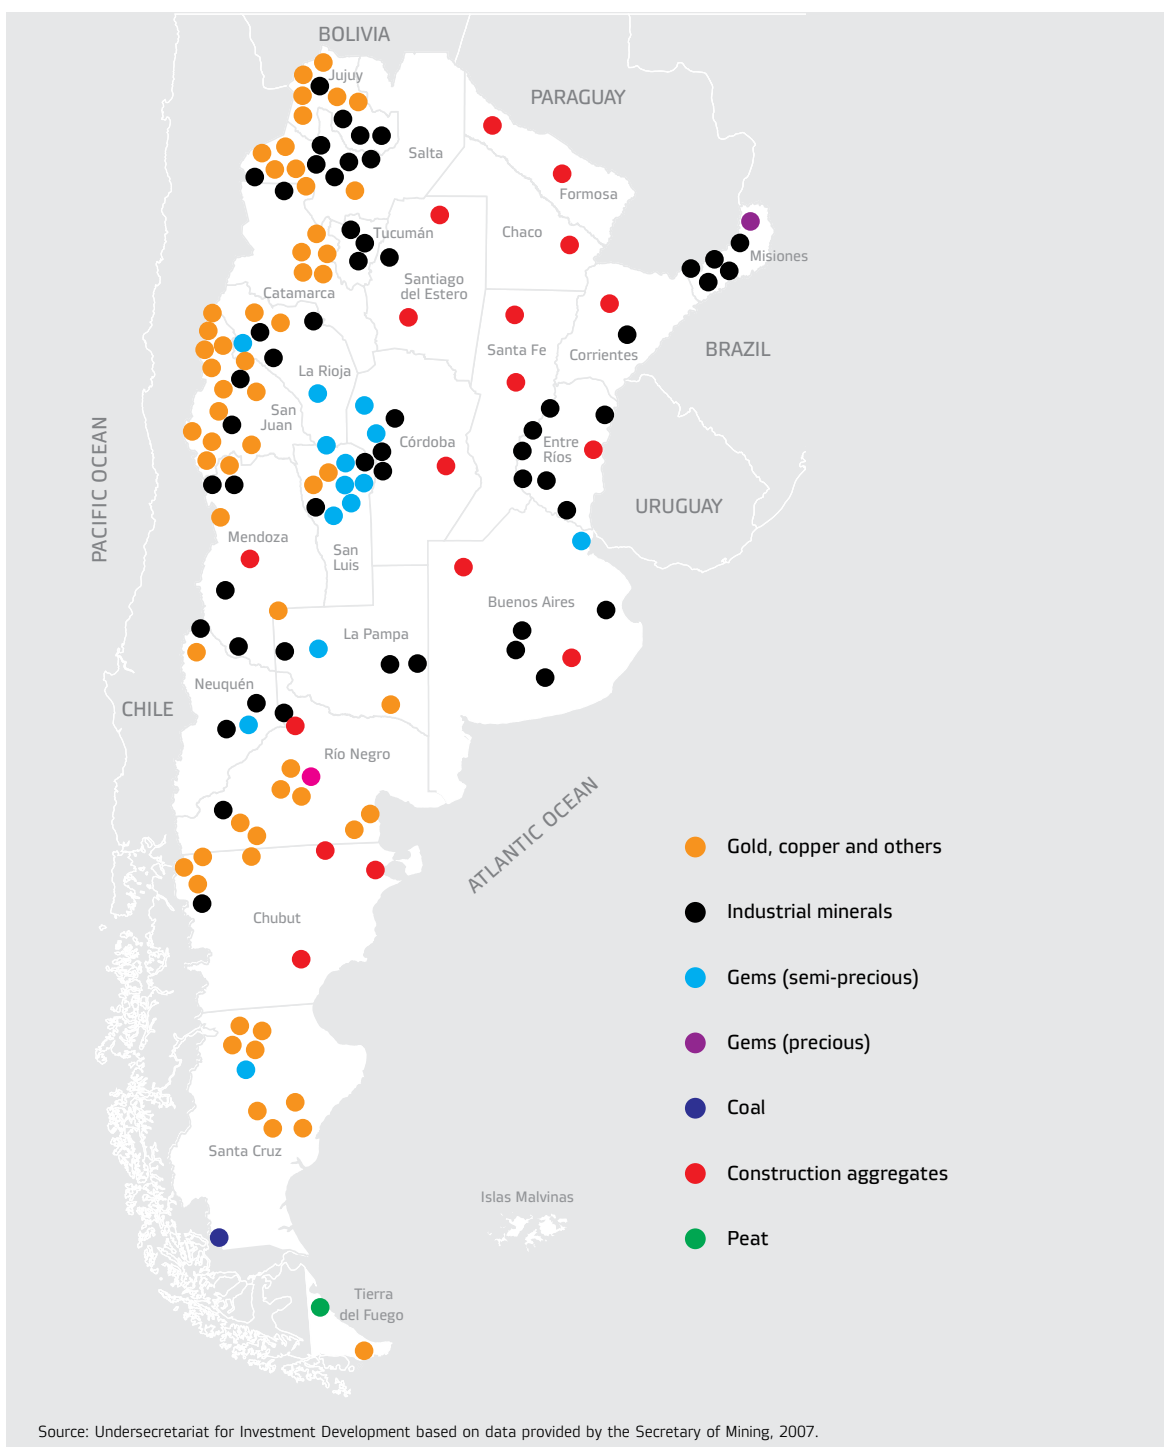 BOLIVIA
Jujuy
PARAGUAY
Salta
Formosa
Tucumán
Chaco
Misiones
Santiago
del Estero
Catamarca
Santa Fe
Corrientes
BRAZIL
La Rioja
San
Juan
Córdoba
Entre
Ríos
PACIFIC OCEAN
URUGUAY
Mendoza
San
Luis
Buenos Aires
La Pampa
Neuquén
CHILE
Río Negro
ATLANTIC OCEAN
Gold, copper and others
Industrial minerals
Chubut
Gems (semi-precious)
Gems (precious)
Coal
Santa Cruz
Construction aggregates
Islas Malvinas
Peat
Tierra
del Fuego
Source: Undersecretariat for Investment Development based on data provided by the Secretary of Mining, 2007.